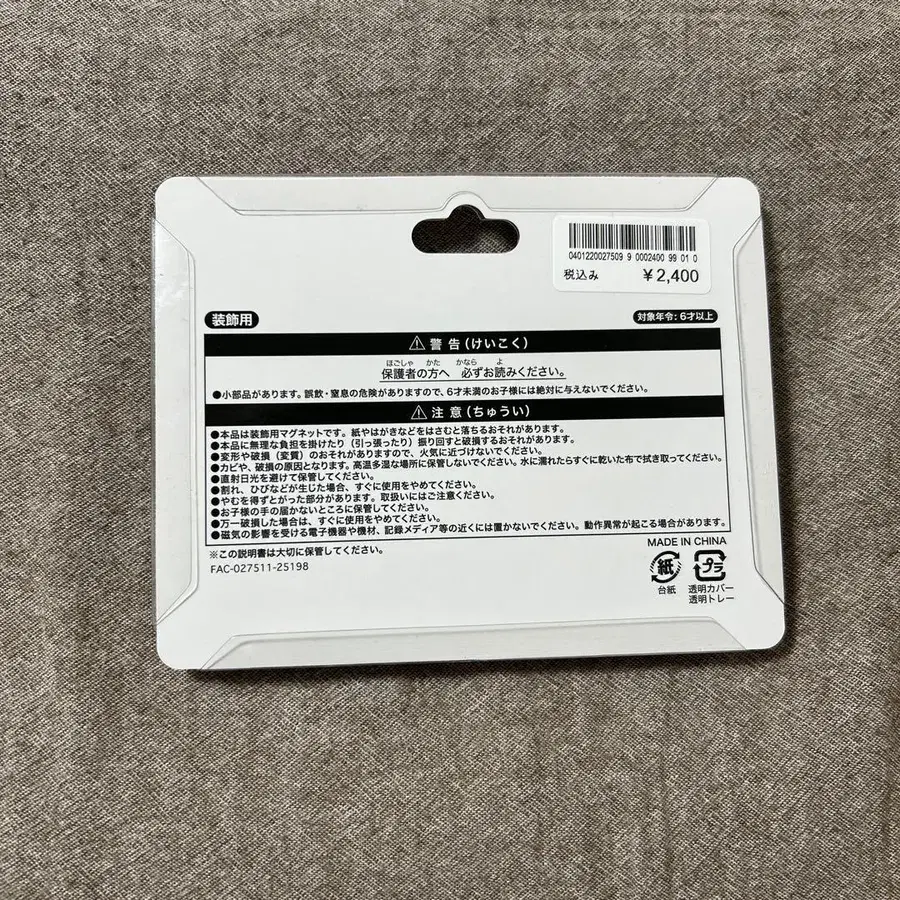 0401220027509 9 0002400 99 01 0
税込み ￥2,400
装飾用 対象年令：6才以上
⚠警告（けいこく）
ほごしゃ かた かなら よ
保護者の方へ 必ずお読みください。
●小部品があります。誤飲・窒息の危険がありますので、6才未満のお子様には絶対に与えないでください。
⚠注意（ちゅうい）
●本品は装飾用マグネットです。紙やはがきなどをはさむと落ちるおそれがあります。
●本品に無理な負担を掛けたり（引っ張ったり）振り回すと破損するおそれがあります。
●変形や破損（変質）のおそれがありますので、火気に近づけないでください。
●カビや、破損の原因となります。高温多湿な場所に保管しないでください。水に濡れたらすぐに乾いた布で拭き取ってください。
●直射日光を避けて保管してください。
●割れ、ひびなどが生じた場合、すぐに使用をやめてください。
●やむを得ずとがった部分があります。取扱いにはご注意ください。
●お子様の手の届かないところに保管してください。
●万一破損した場合は、すぐに使用をやめてください。
●磁気の影響を受ける電子機器や機材、記録メディア等の近くには置かないでください。動作異常が起こる場合があります。
※この説明書は大切に保管してください。
FAC-027511-25198
MADE IN CHINA
紙 プラ
台紙 透明カバー
透明トレー